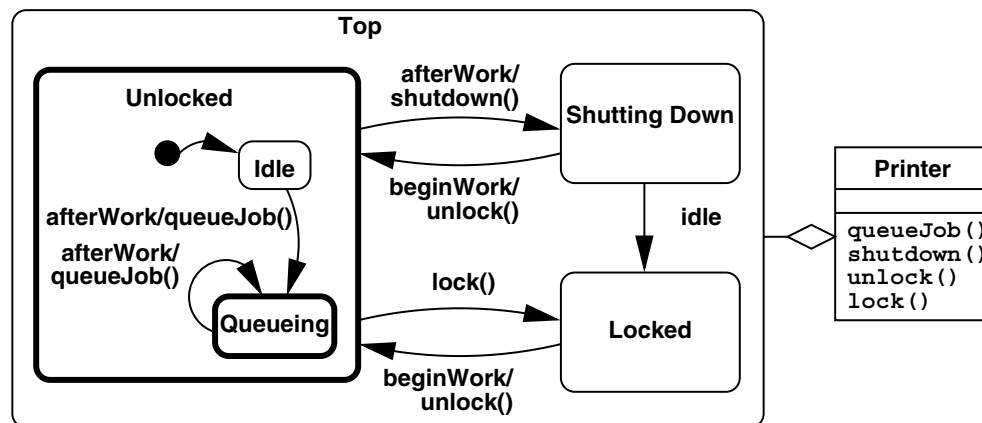 Top
Unlocked
Idle
afterWork/queueJob()
afterWork/
queueJob()
Queueing
afterWork/
shutdown()
beginWork/
unlock()
lock()
beginWork/
unlock()
Shutting Down
idle
Locked
Printer
queueJob()
shutdown()
unlock()
lock()